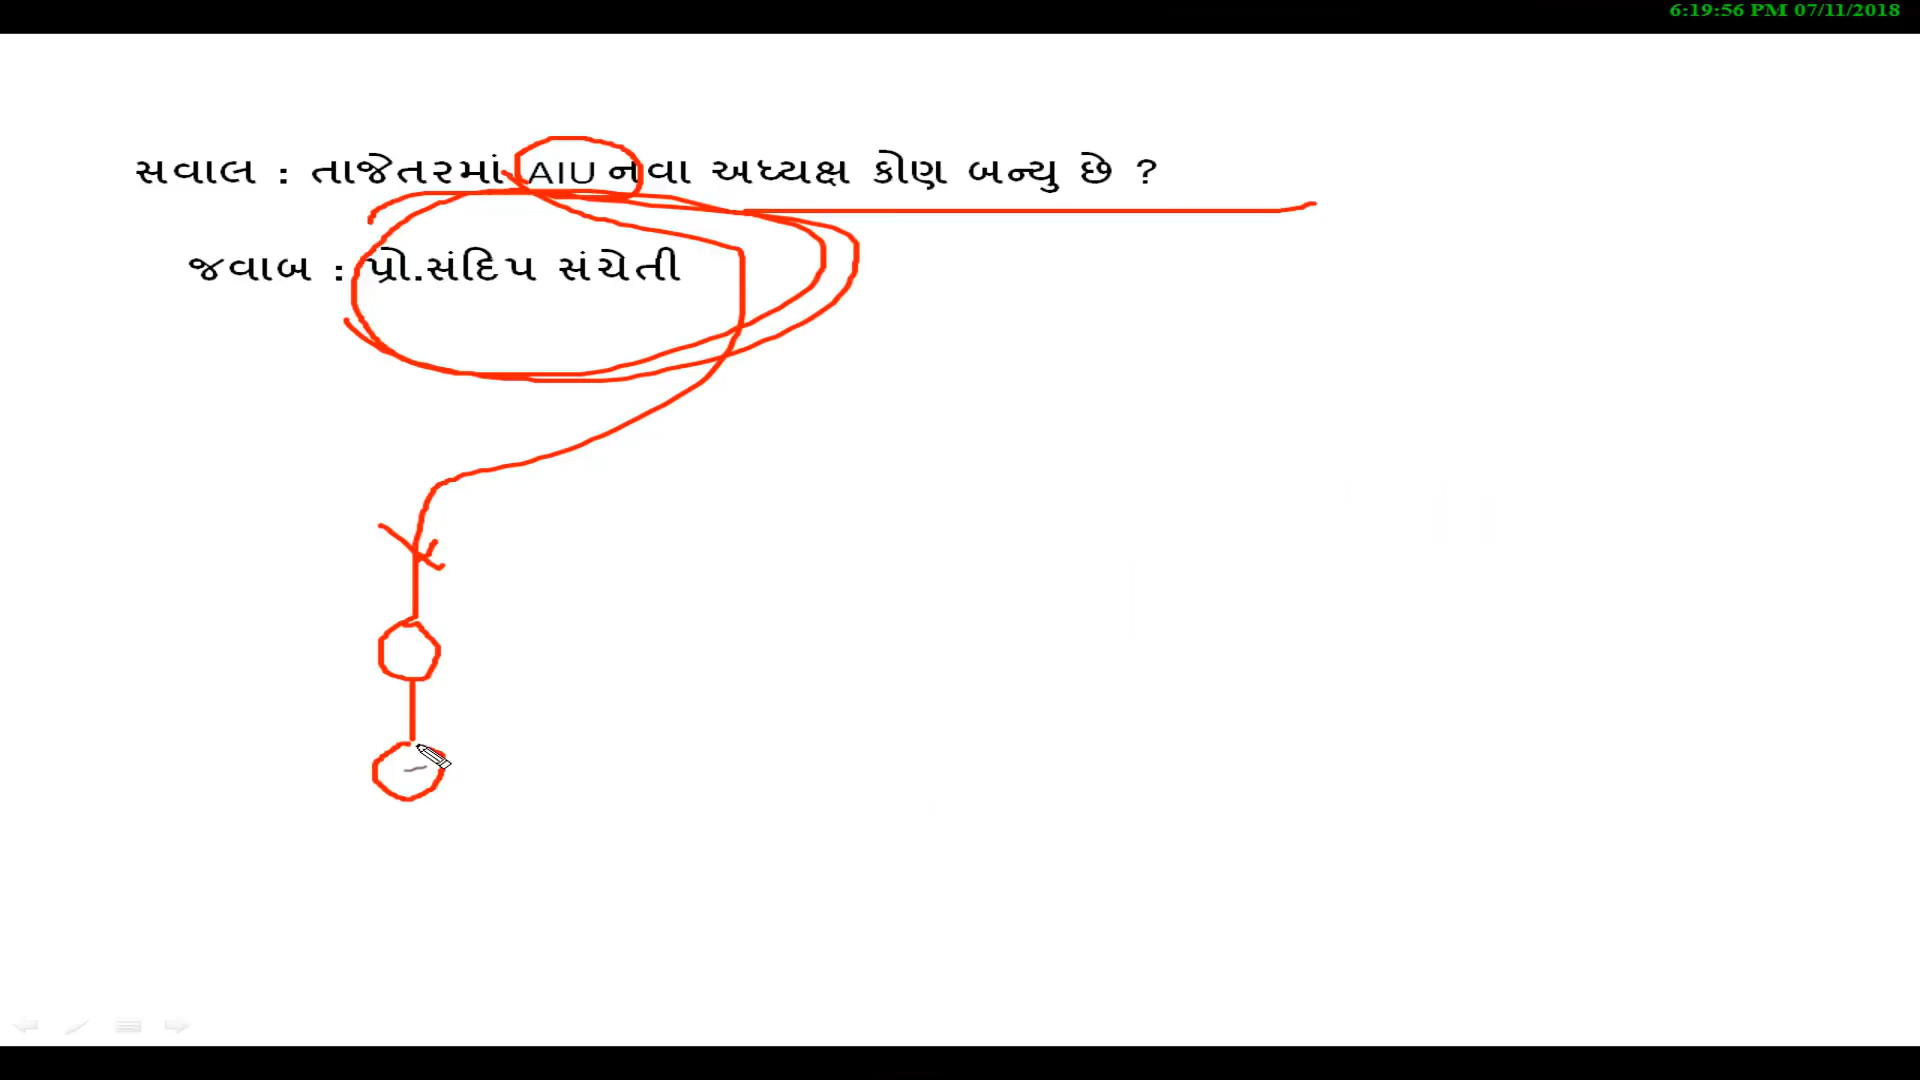 6:19:56 PM 07/11/2018
સવાલ : તાજેતરમાં AIU નવા અધ્યક્ષ કોણ બન્યુ છે ?
જવાબ : પ્રો.સંદિપ સંચેતી